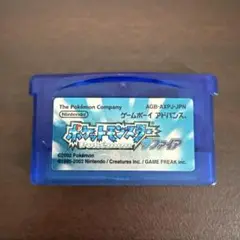 The Pokémon Company
AGB-AXPJ-JPN
Nintendo
ゲームボーイ アドバンス
ポケットモンスター
サファイア
©2002 Pokémon
©1995-2002 Nintendo / Creatures inc. / GAME FREAK inc.